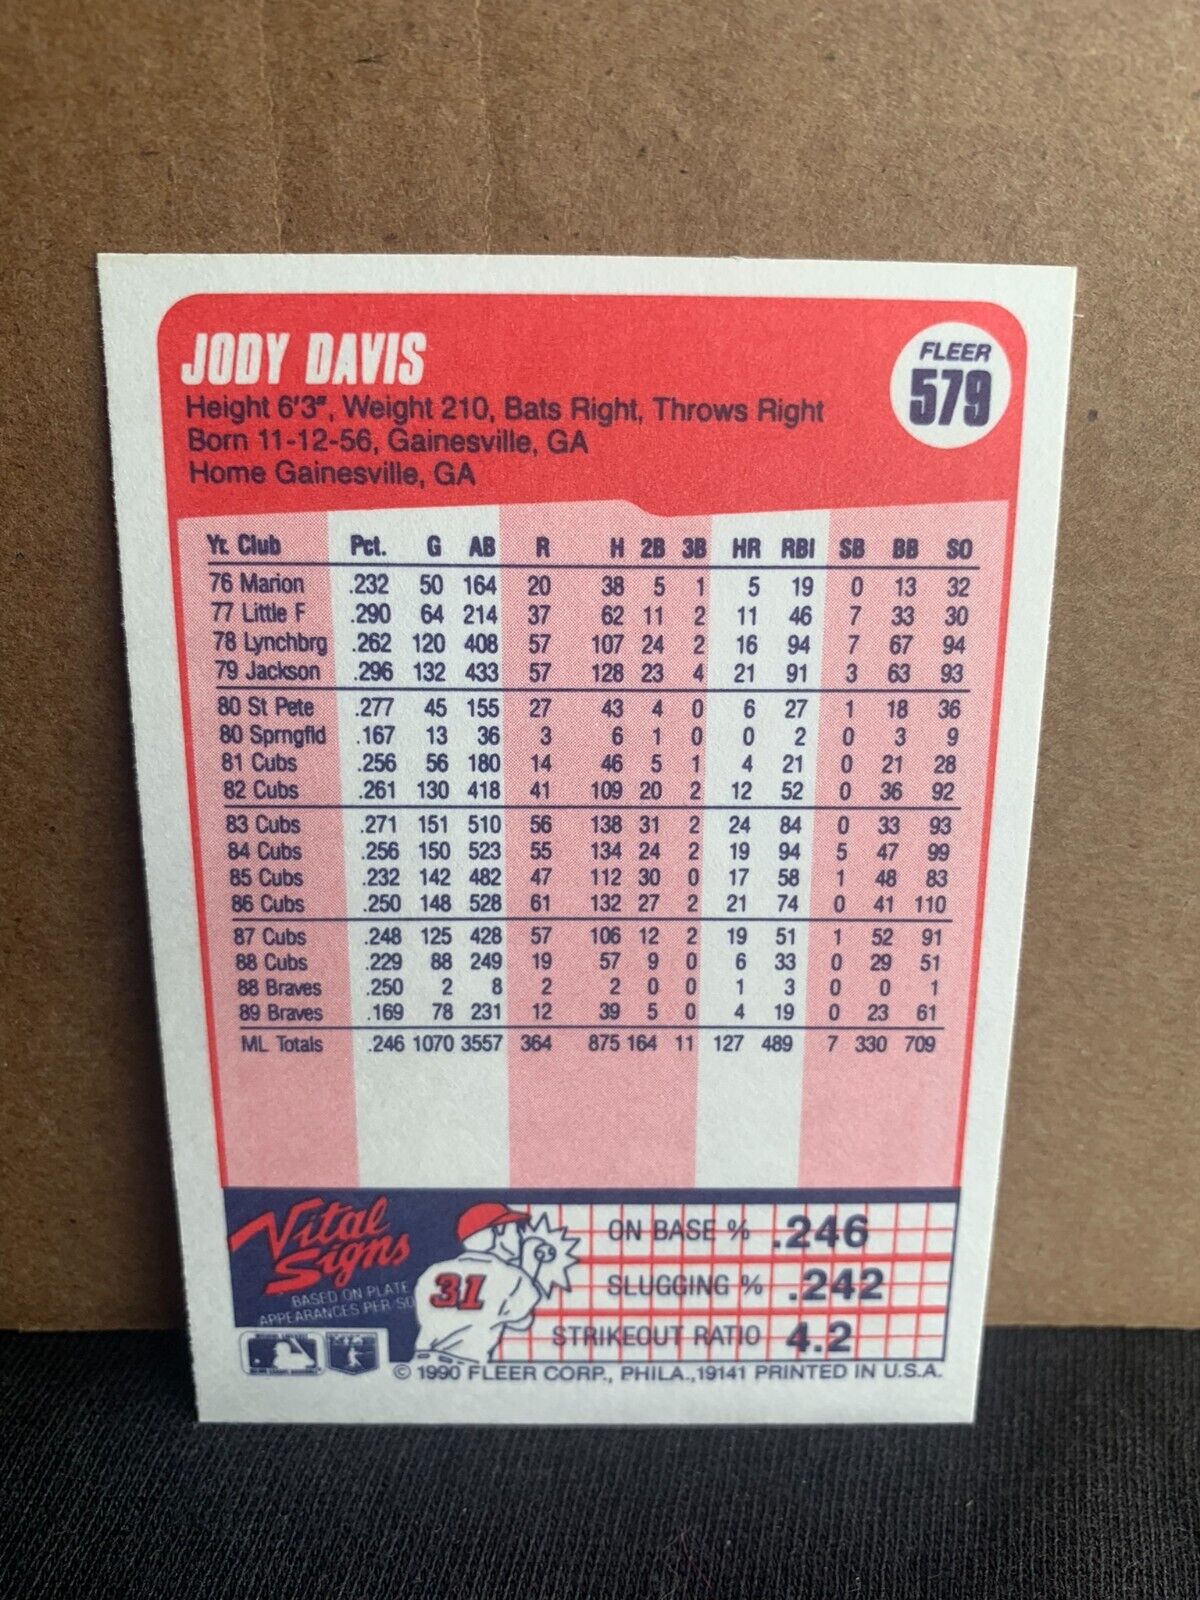 JODY DAVIS
FLEER
579
Height 6'3", Weight 210, Bats Right, Throws Right
Born 11-12-56, Gainesville, GA
Home Gainesville, GA
Yr. Club Pct. G AB R H 2B 3B HR RBI SB BB SO
76 Marion .232 50 164 20 38 5 1 5 19 0 13 32
77 Little F .290 64 214 37 62 11 2 11 46 7 33 30
78 Lynchbrg .262 120 408 57 107 24 2 16 94 7 67 94
79 Jackson .296 132 433 57 128 23 4 21 91 3 63 93
80 St Pete .277 45 155 27 43 4 0 6 27 1 18 36
80 Sprngfld .167 13 36 3 6 1 0 0 2 0 3 9
81 Cubs .256 56 180 14 46 5 1 4 21 0 21 28
82 Cubs .261 130 418 41 109 20 2 12 52 0 36 92
83 Cubs .271 151 510 56 138 31 2 24 84 0 33 93
84 Cubs .256 150 523 55 134 24 2 19 94 5 47 99
85 Cubs .232 142 482 47 112 30 0 17 58 1 48 83
86 Cubs .250 148 528 61 132 27 2 21 74 0 41 110
87 Cubs .248 125 428 57 106 12 2 19 51 1 52 91
88 Cubs .229 88 249 19 57 9 0 6 33 0 29 51
88 Braves .250 2 8 2 2 0 0 1 3 0 0 1
89 Braves .169 78 231 12 39 5 0 4 19 0 23 61
ML Totals .246 1070 3557 364 875 164 11 127 489 7 330 709
Vital
Signs
BASED ON PLATE
APPEARANCES PER SO
31
ON BASE % .246
SLUGGING % .242
STRIKEOUT RATIO 4.2
© 1990 FLEER CORP., PHILA.,19141 PRINTED IN U.S.A.